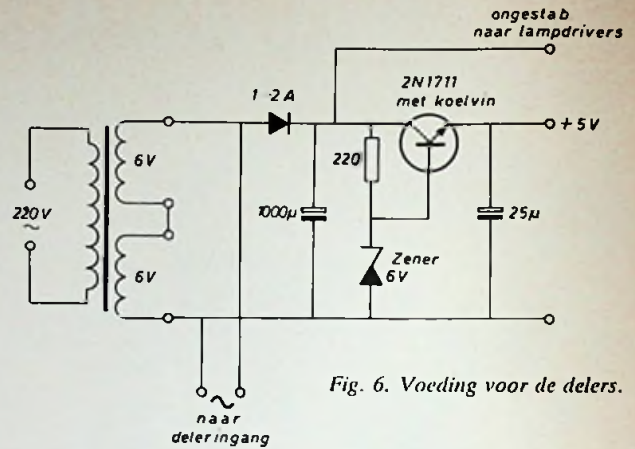 ongestab
naar lampdrivers
2N1711
met koelvin
1-2A
+5V
6V
220
220V
~
1000µ
25µ
Zener
6V
6V
Fig. 6. Voeding voor de delers.
~
naar
deleringang